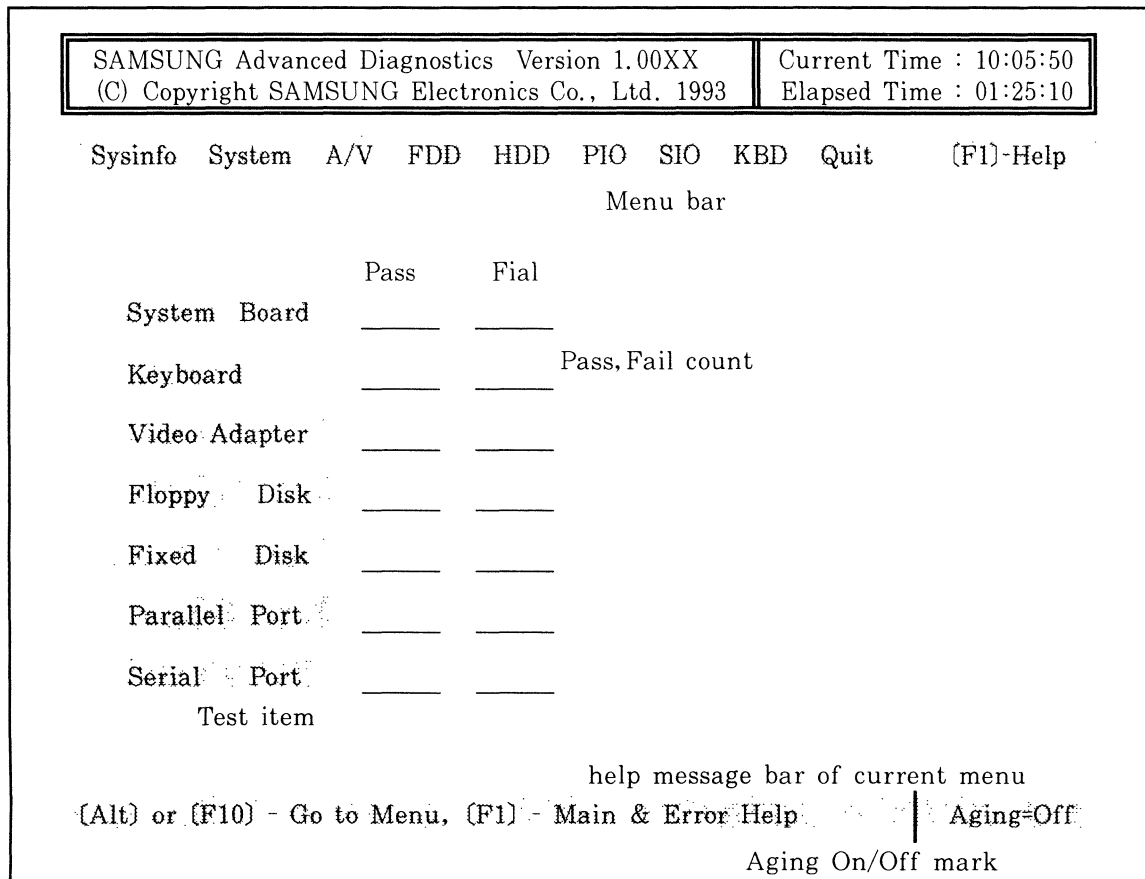 SAMSUNG Advanced Diagnostics Version 1.00XX
(C) Copyright SAMSUNG Electronics Co., Ltd. 1993
Current Time : 10:05:50
Elapsed Time : 01:25:10
Sysinfo System A/V FDD HDD PIO SIO KBD Quit [F1]-Help
Menu bar
Pass Fial
System Board
Keyboard
Pass, Fail count
Video Adapter
Floppy Disk
Fixed Disk
Parallel Port
Serial Port
Test item
help message bar of current menu
[Alt] or [F10] - Go to Menu, [F1] - Main & Error Help Aging=Off
Aging On/Off mark